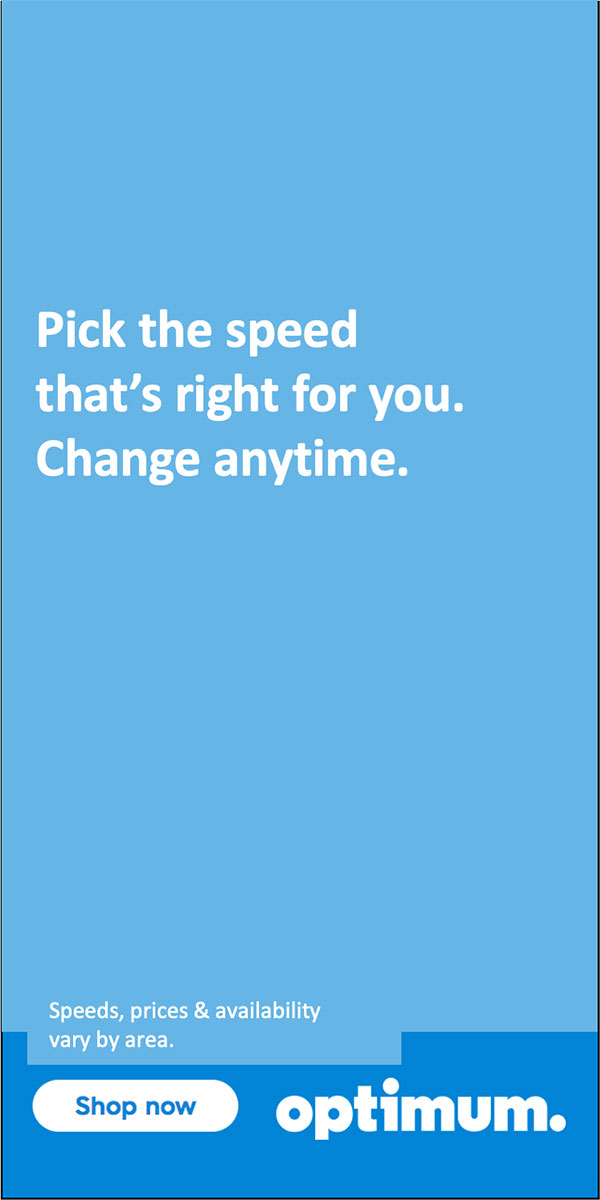 Pick the speed
that’s right for you.
Change anytime.
Speeds, prices & availability
vary by area.
Shop now
optimum.